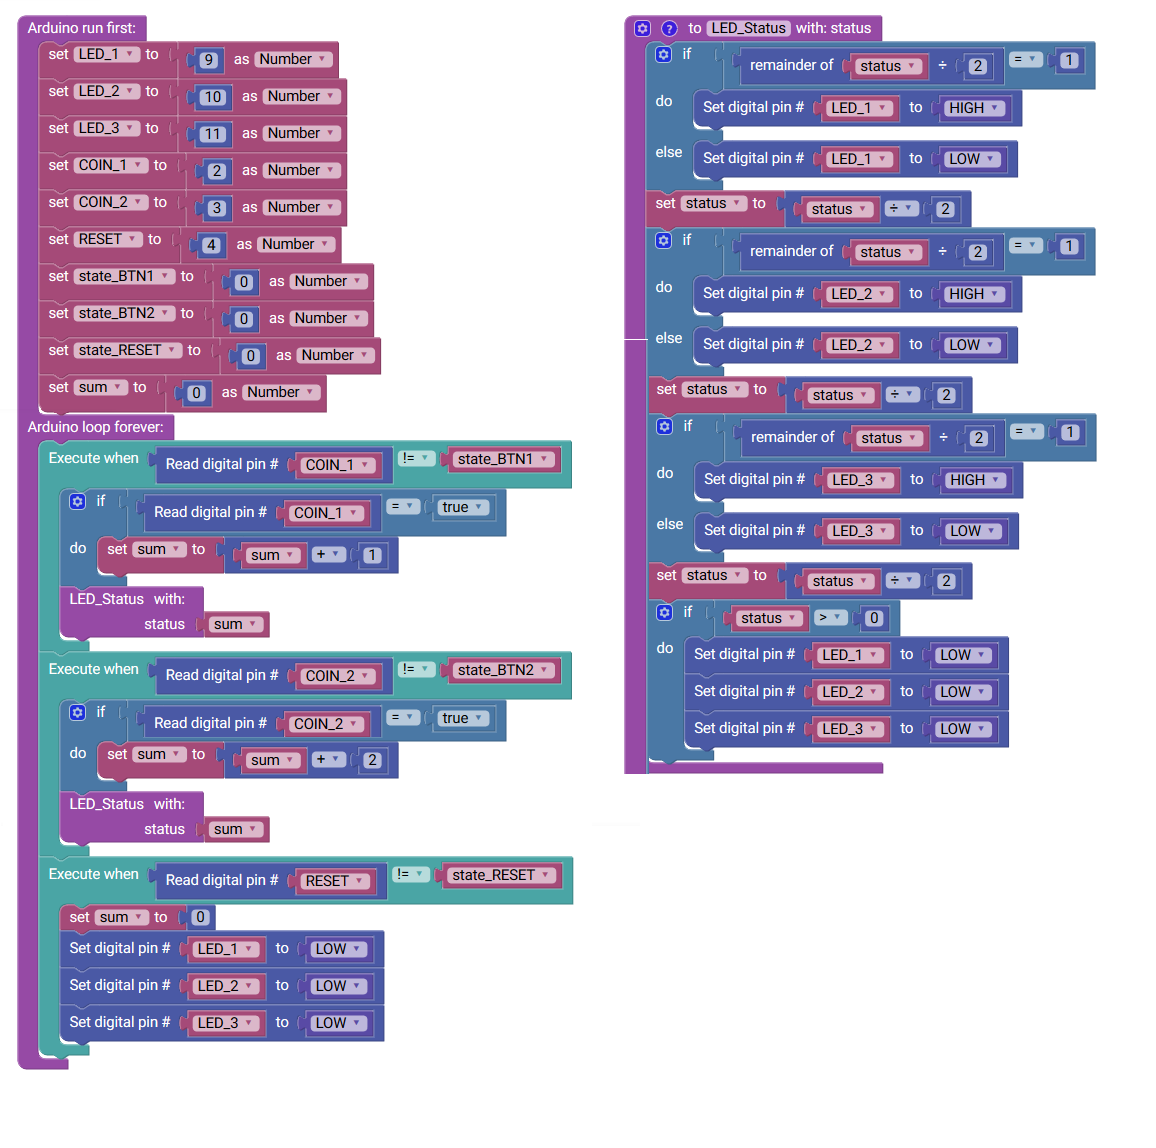 Arduino run first:
set LED_1 to 9 as Number
set LED_2 to 10 as Number
set LED_3 to 11 as Number
set COIN_1 to 2 as Number
set COIN_2 to 3 as Number
set RESET to 4 as Number
set state_BTN1 to 0 as Number
set state_BTN2 to 0 as Number
set state_RESET to 0 as Number
set sum to 0 as Number
Arduino loop forever:
Execute when Read digital pin # COIN_1 != state_BTN1
if Read digital pin # COIN_1 = true
do set sum to sum + 1
LED_Status with:
status sum
Execute when Read digital pin # COIN_2 != state_BTN2
if Read digital pin # COIN_2 = true
do set sum to sum + 2
LED_Status with:
status sum
Execute when Read digital pin # RESET != state_RESET
set sum to 0
Set digital pin # LED_1 to LOW
Set digital pin # LED_2 to LOW
Set digital pin # LED_3 to LOW
? to LED_Status with: status
if remainder of status ÷ 2 = 1
do Set digital pin # LED_1 to HIGH
else Set digital pin # LED_1 to LOW
set status to status ÷ 2
if remainder of status ÷ 2 = 1
do Set digital pin # LED_2 to HIGH
else Set digital pin # LED_2 to LOW
set status to status ÷ 2
if remainder of status ÷ 2 = 1
do Set digital pin # LED_3 to HIGH
else Set digital pin # LED_3 to LOW
set status to status ÷ 2
if status > 0
do Set digital pin # LED_1 to LOW
Set digital pin # LED_2 to LOW
Set digital pin # LED_3 to LOW